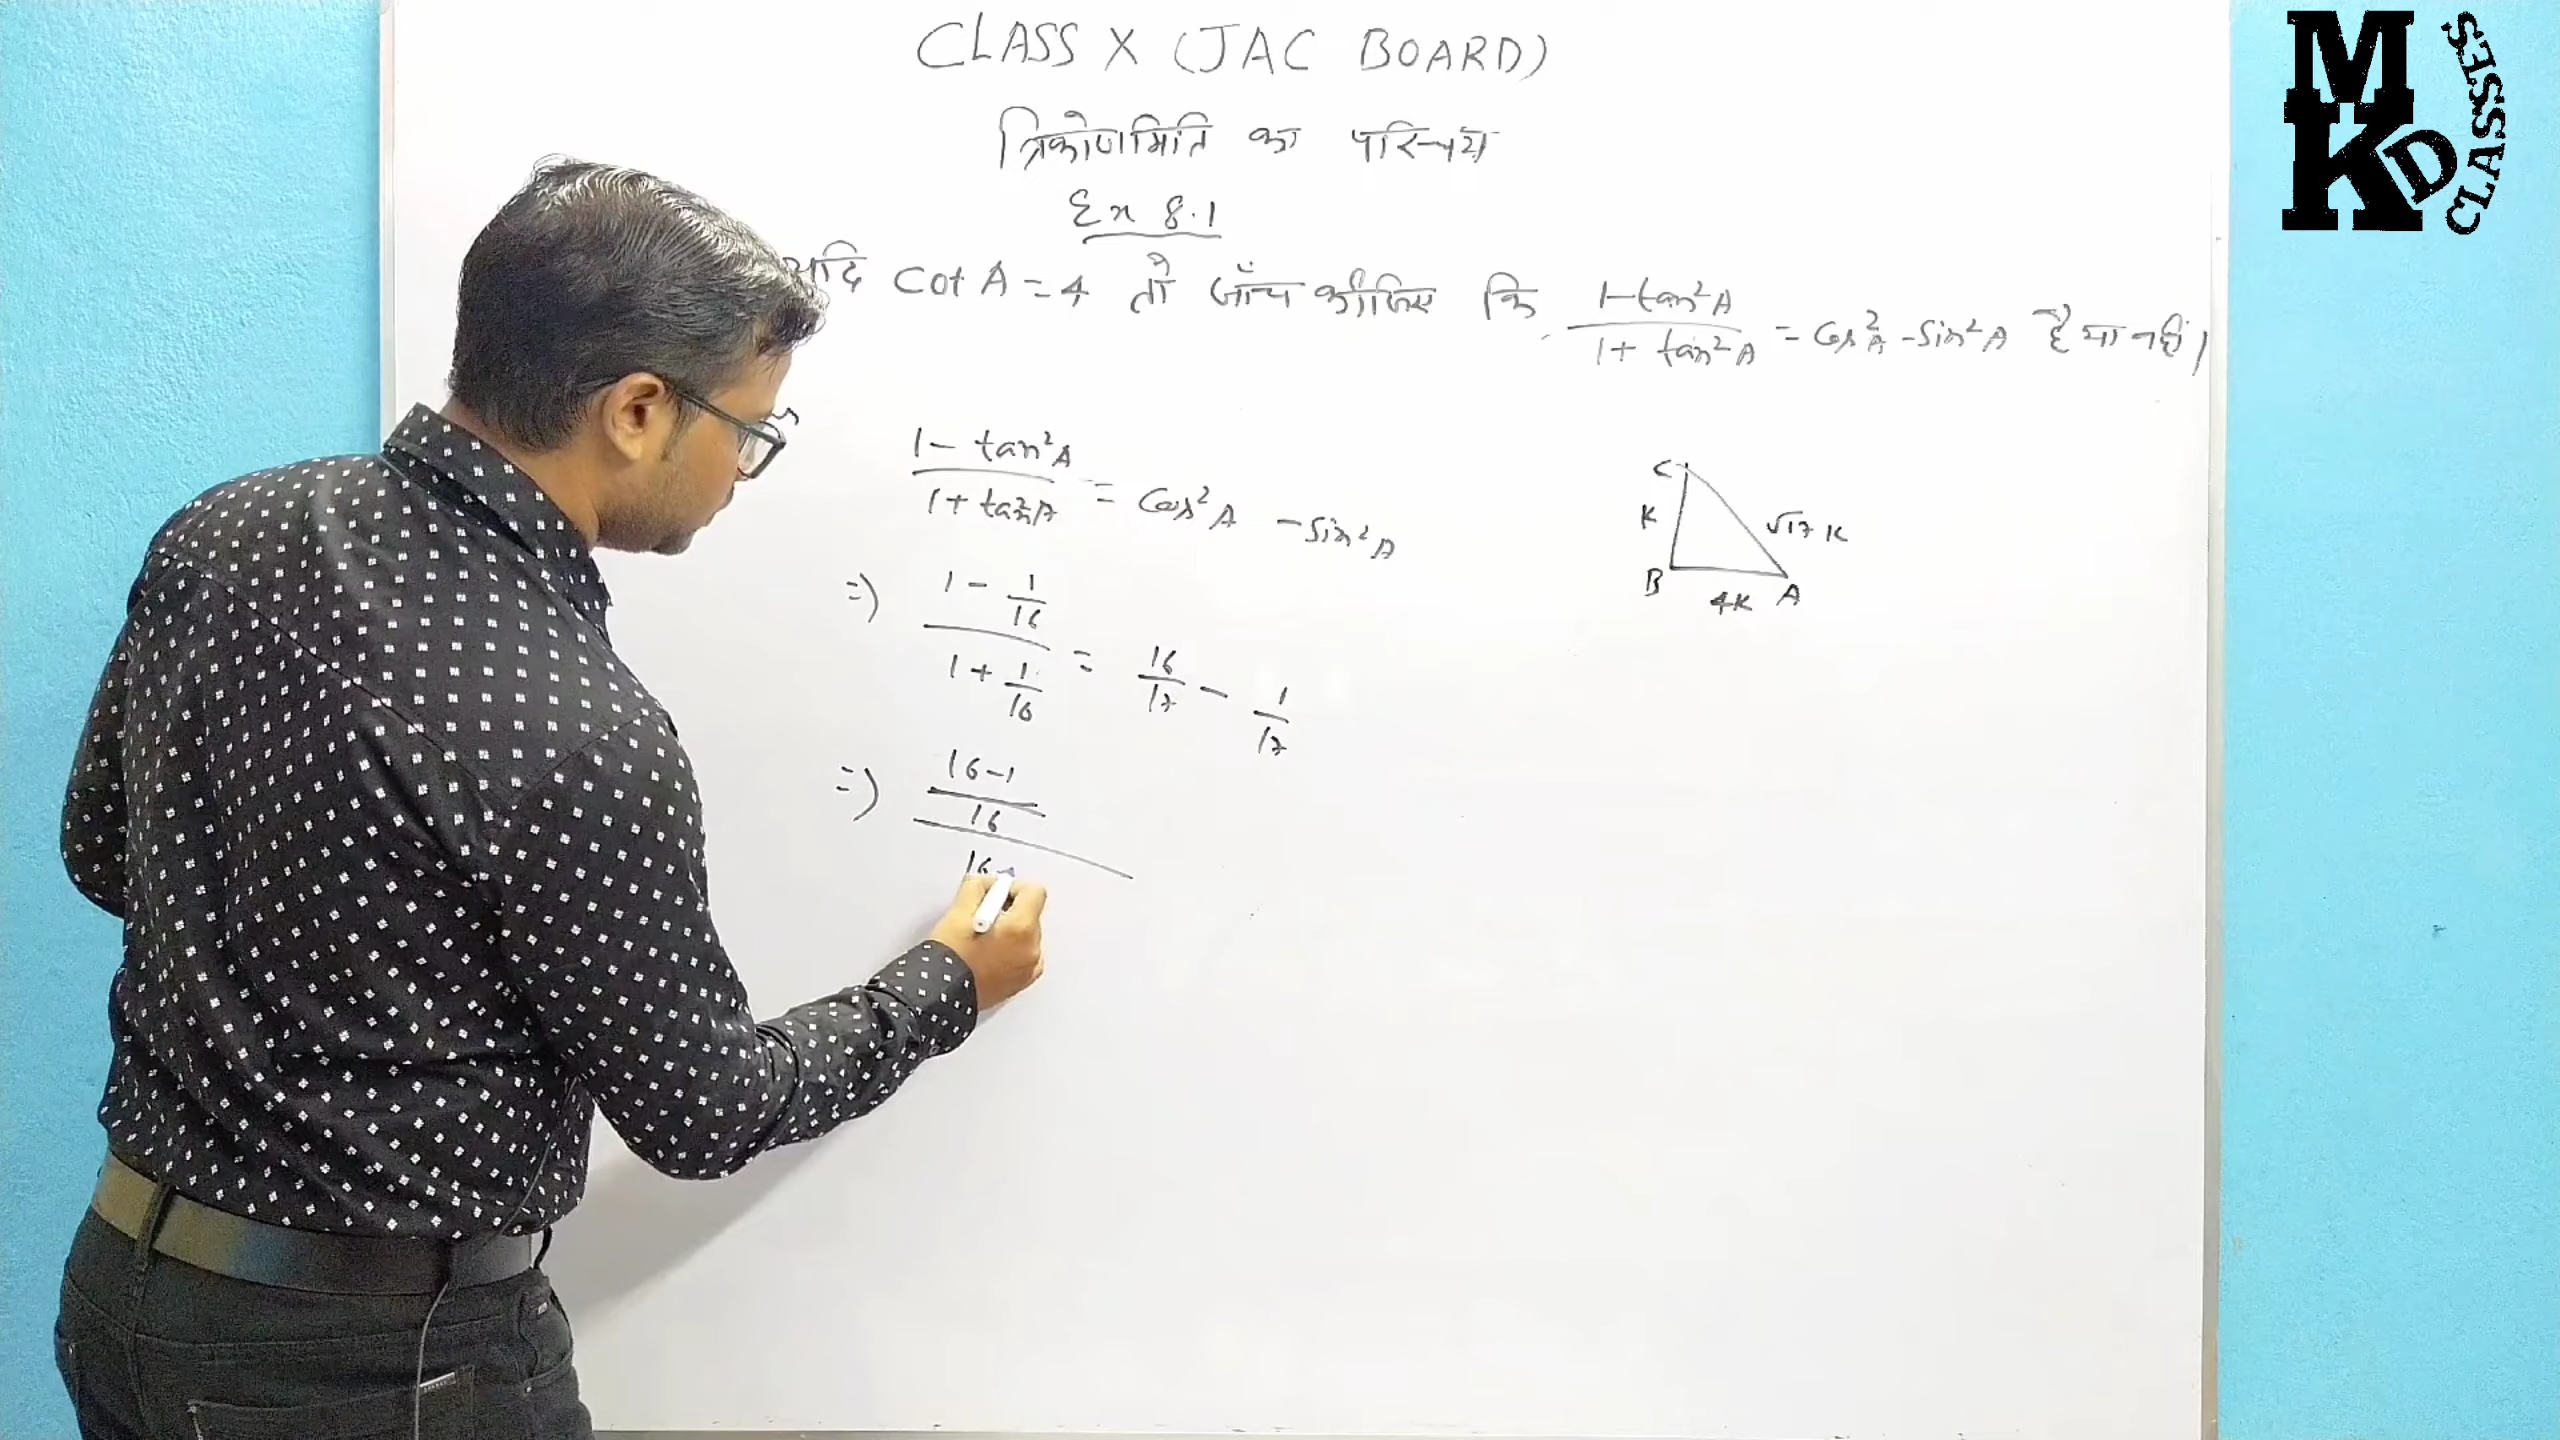 CLASS X (JAC BOARD)
त्रिकोणमिति का परिचय
Ex 8.1
यदि cot A = 4 तो जाँच कीजिए कि (1-tan²A)/(1+tan²A) = Cos²A - Sin²A है या नहीं।
(1 - tan²A)/(1 + tan²A) = Cos²A - Sin²A
=) (1 - 1/16)/(1 + 1/16) = 16/17 - 1/17
=) ((16-1)/16)/16
C
K
√17 K
B
4K
A
MKD CLASSES